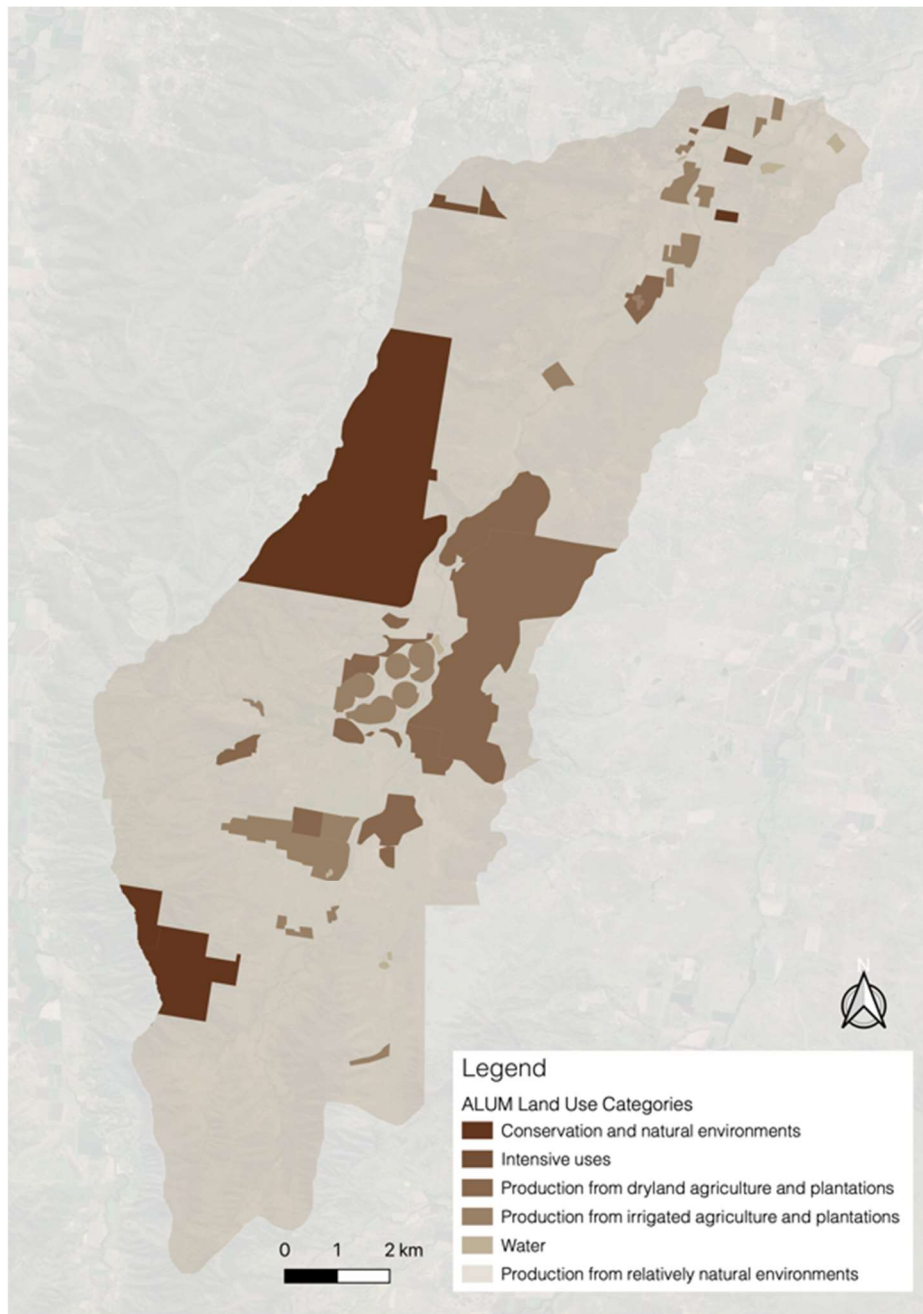 N
Legend
ALUM Land Use Categories
Conservation and natural environments
Intensive uses
Production from dryland agriculture and plantations
Production from irrigated agriculture and plantations
Water
Production from relatively natural environments
0 1 2 km